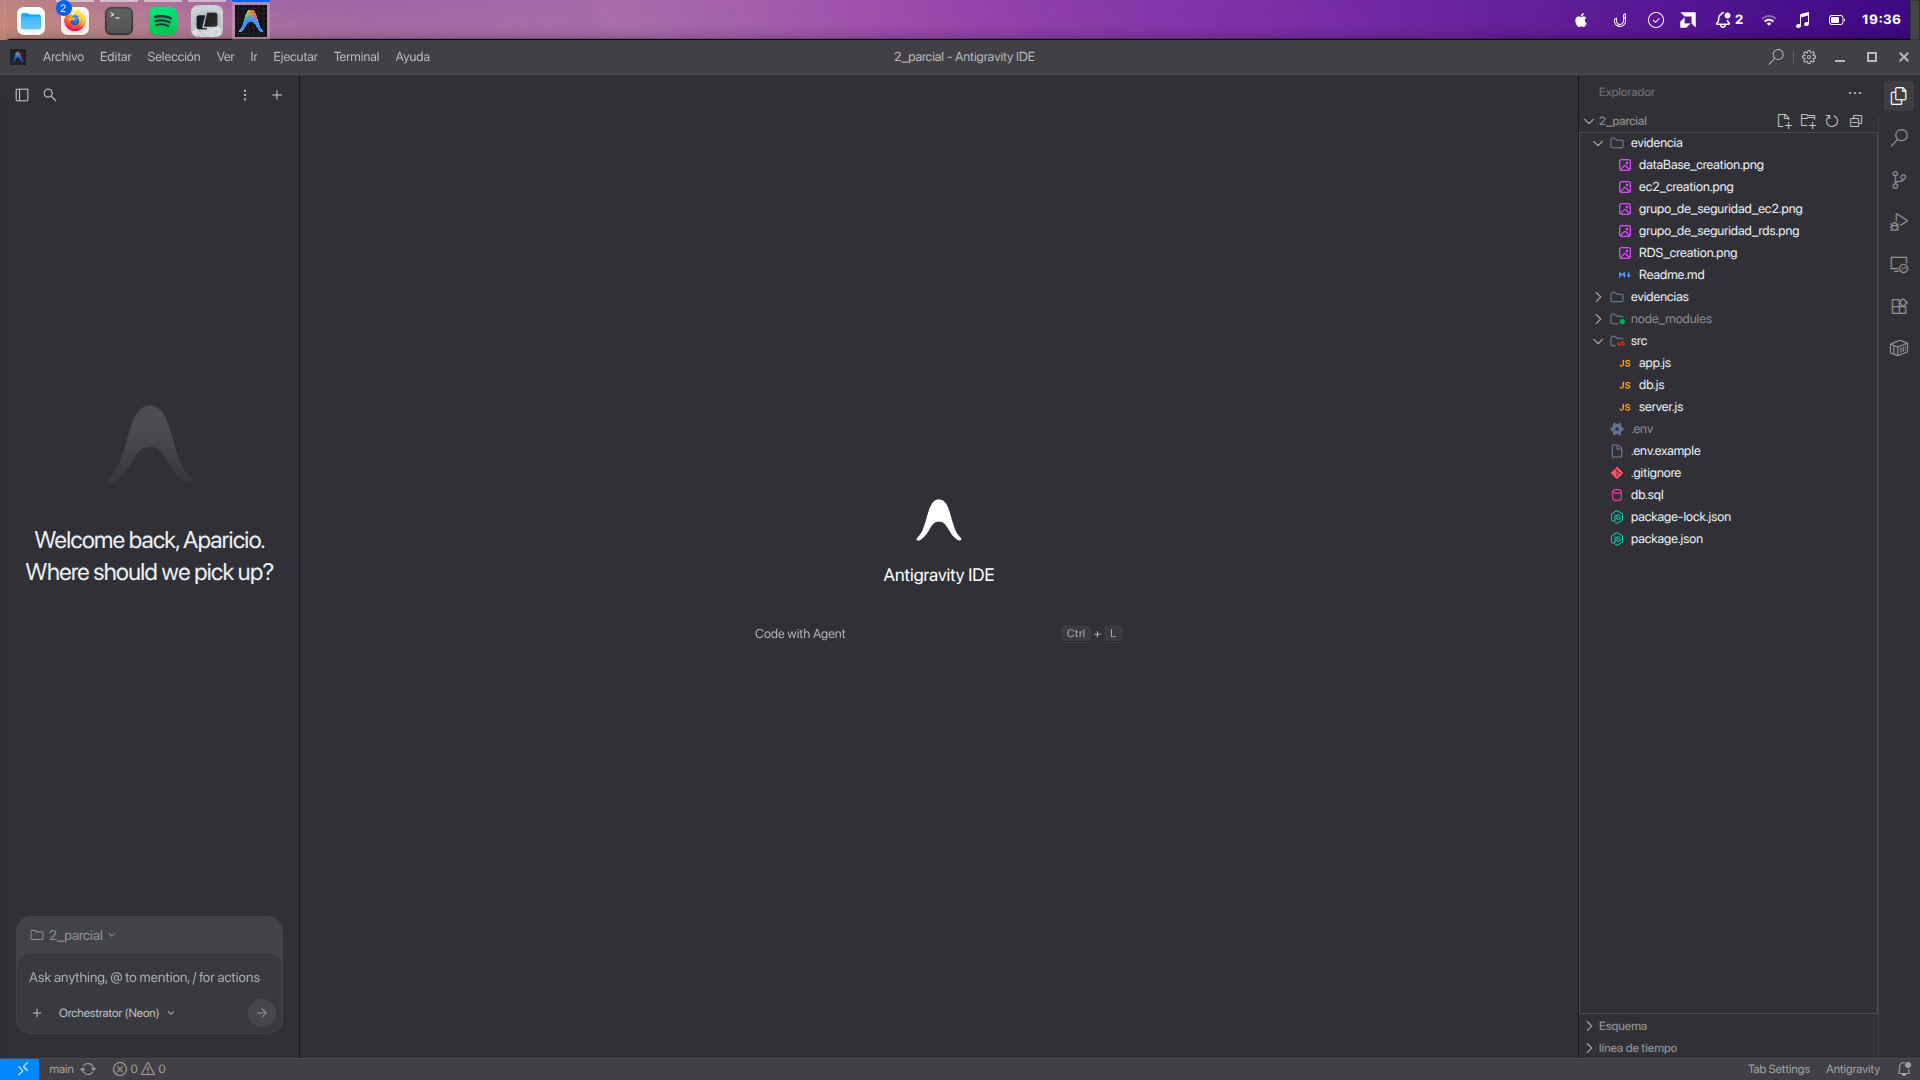 2
2
19:36
Archivo Editar Selección Ver Ir Ejecutar Terminal Ayuda
2_parcial - Antigravity IDE
Welcome back, Aparicio.
Where should we pick up?
2_parcial
Ask anything, @ to mention, / for actions
Orchestrator (Neon)
Antigravity IDE
Code with Agent Ctrl + L
Explorador
2_parcial
evidencia
dataBase_creation.png
ec2_creation.png
grupo_de_seguridad_ec2.png
grupo_de_seguridad_rds.png
RDS_creation.png
Readme.md
evidencias
node_modules
src
JS app.js
JS db.js
JS server.js
.env
.env.example
.gitignore
db.sql
package-lock.json
package.json
Esquema
línea de tiempo
main 0 0
Tab Settings Antigravity